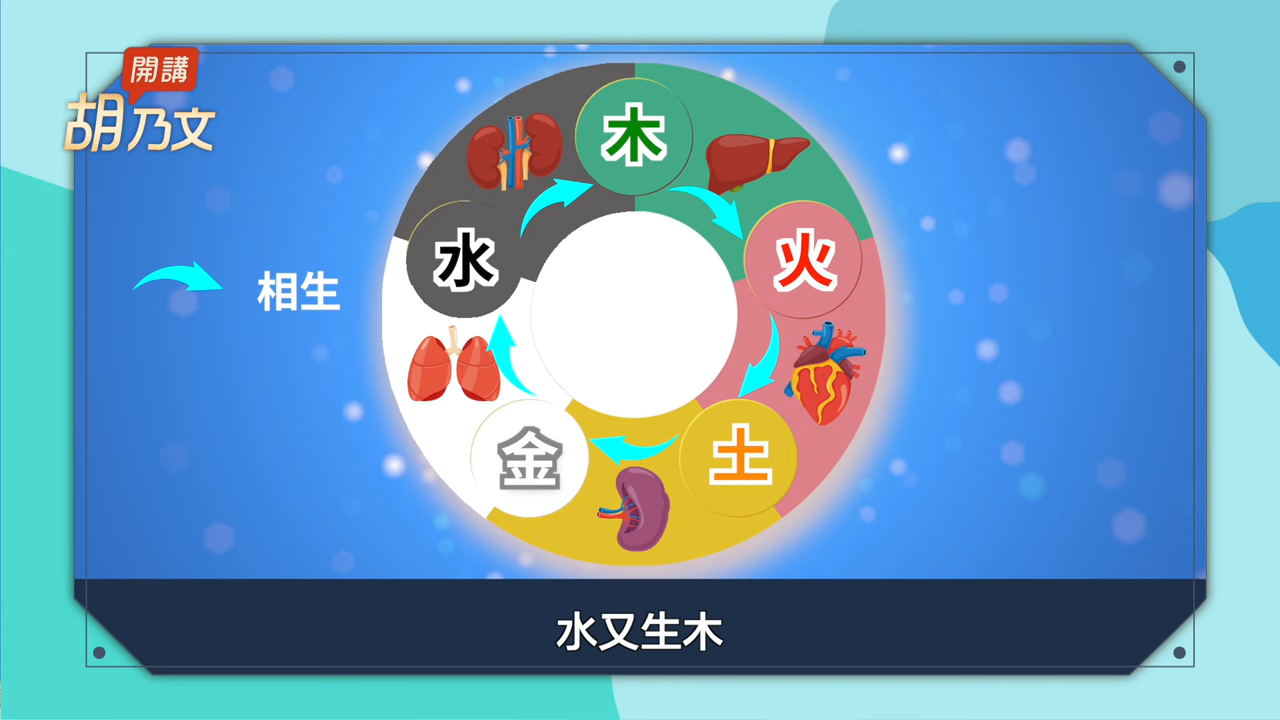 開講
胡乃文
木
水
火
相生
金
土
水又生木